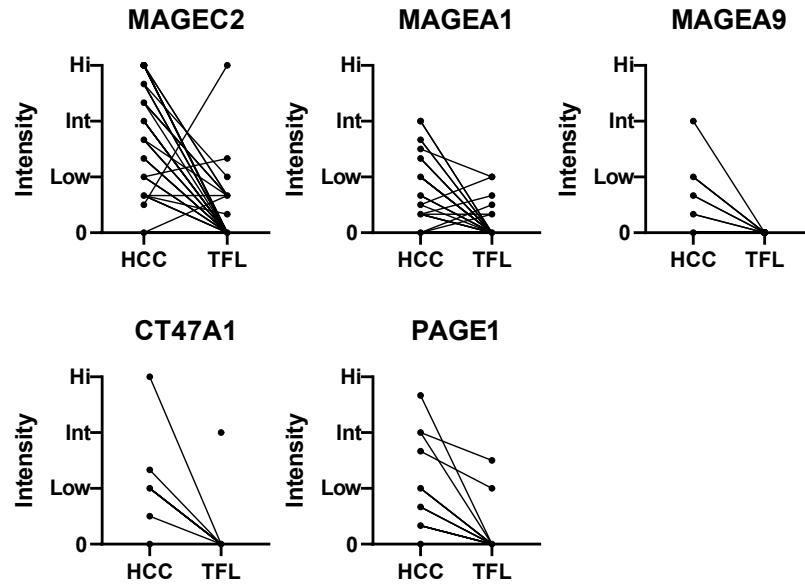 MAGEC2
Hi
Int
Low
0
Intensity
HCC TFL
MAGEA1
Hi
Int
Low
0
Intensity
HCC TFL
MAGEA9
Hi
Int
Low
0
Intensity
HCC TFL
CT47A1
Hi
Int
Low
0
Intensity
HCC TFL
PAGE1
Hi
Int
Low
0
Intensity
HCC TFL